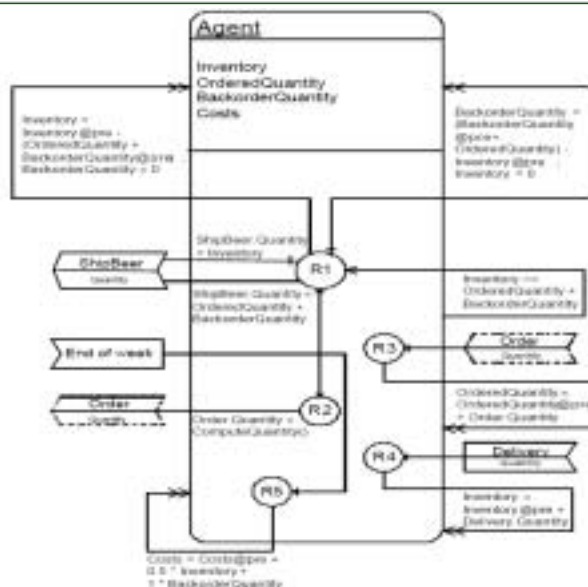 Agent
Inventory
OrderedQuantity
BackorderQuantity
Costs
Inventory =
Inventory@pre -
(OrderedQuantity +
BackorderQuantity@pre)
BackorderQuantity = 0
BackorderQuantity =
(BackorderQuantity
@pre+
OrderedQuantity) -
Inventory@pre
Inventory = 0
ShipBeer
Quantity
ShipBeer.Quantity
= Inventory
R1
ShipBeer.Quantity =
OrderedQuantity +
BackorderQuantity
Inventory >=
OrderedQuantity +
BackorderQuantity
End of week
R3
Order
Quantity
Order
Quantity
Order.Quantity =
ComputeQuantity()
R2
OrderedQuantity =
OrderedQuantity@pre
+ Order.Quantity
R4
Delivery
Quantity
R5
Inventory =
Inventory@pre +
Delivery.Quantity
Costs = Costs@pre +
0.5 * Inventory +
1 * BackorderQuantity